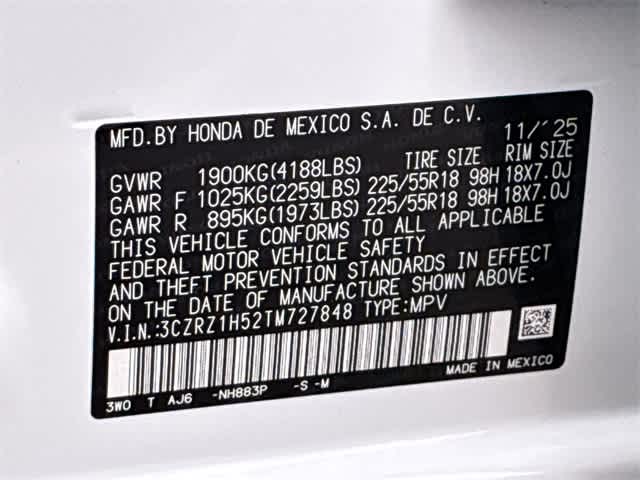 MFD.BY HONDA DE MEXICO S.A. DE C.V. 11/'25
GVWR 1900KG(4188LBS) TIRE SIZE RIM SIZE
GAWR F 1025KG(2259LBS) 225/55R18 98H 18X7.0J
GAWR R 895KG(1973LBS) 225/55R18 98H 18X7.0J
THIS VEHICLE CONFORMS TO ALL APPLICABLE
FEDERAL MOTOR VEHICLE SAFETY
AND THEFT PREVENTION STANDARDS IN EFFECT
ON THE DATE OF MANUFACTURE SHOWN ABOVE.
V.I.N.:3CZRZ1H52TM727848 TYPE:MPV
3W0 T AJ6 -NH883P -S -M MADE IN MEXICO